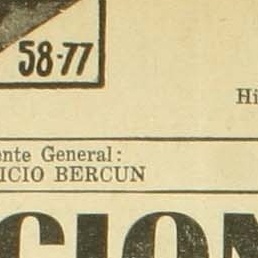 58-77
Hi
ente General:
ICIO BERCUN
CION